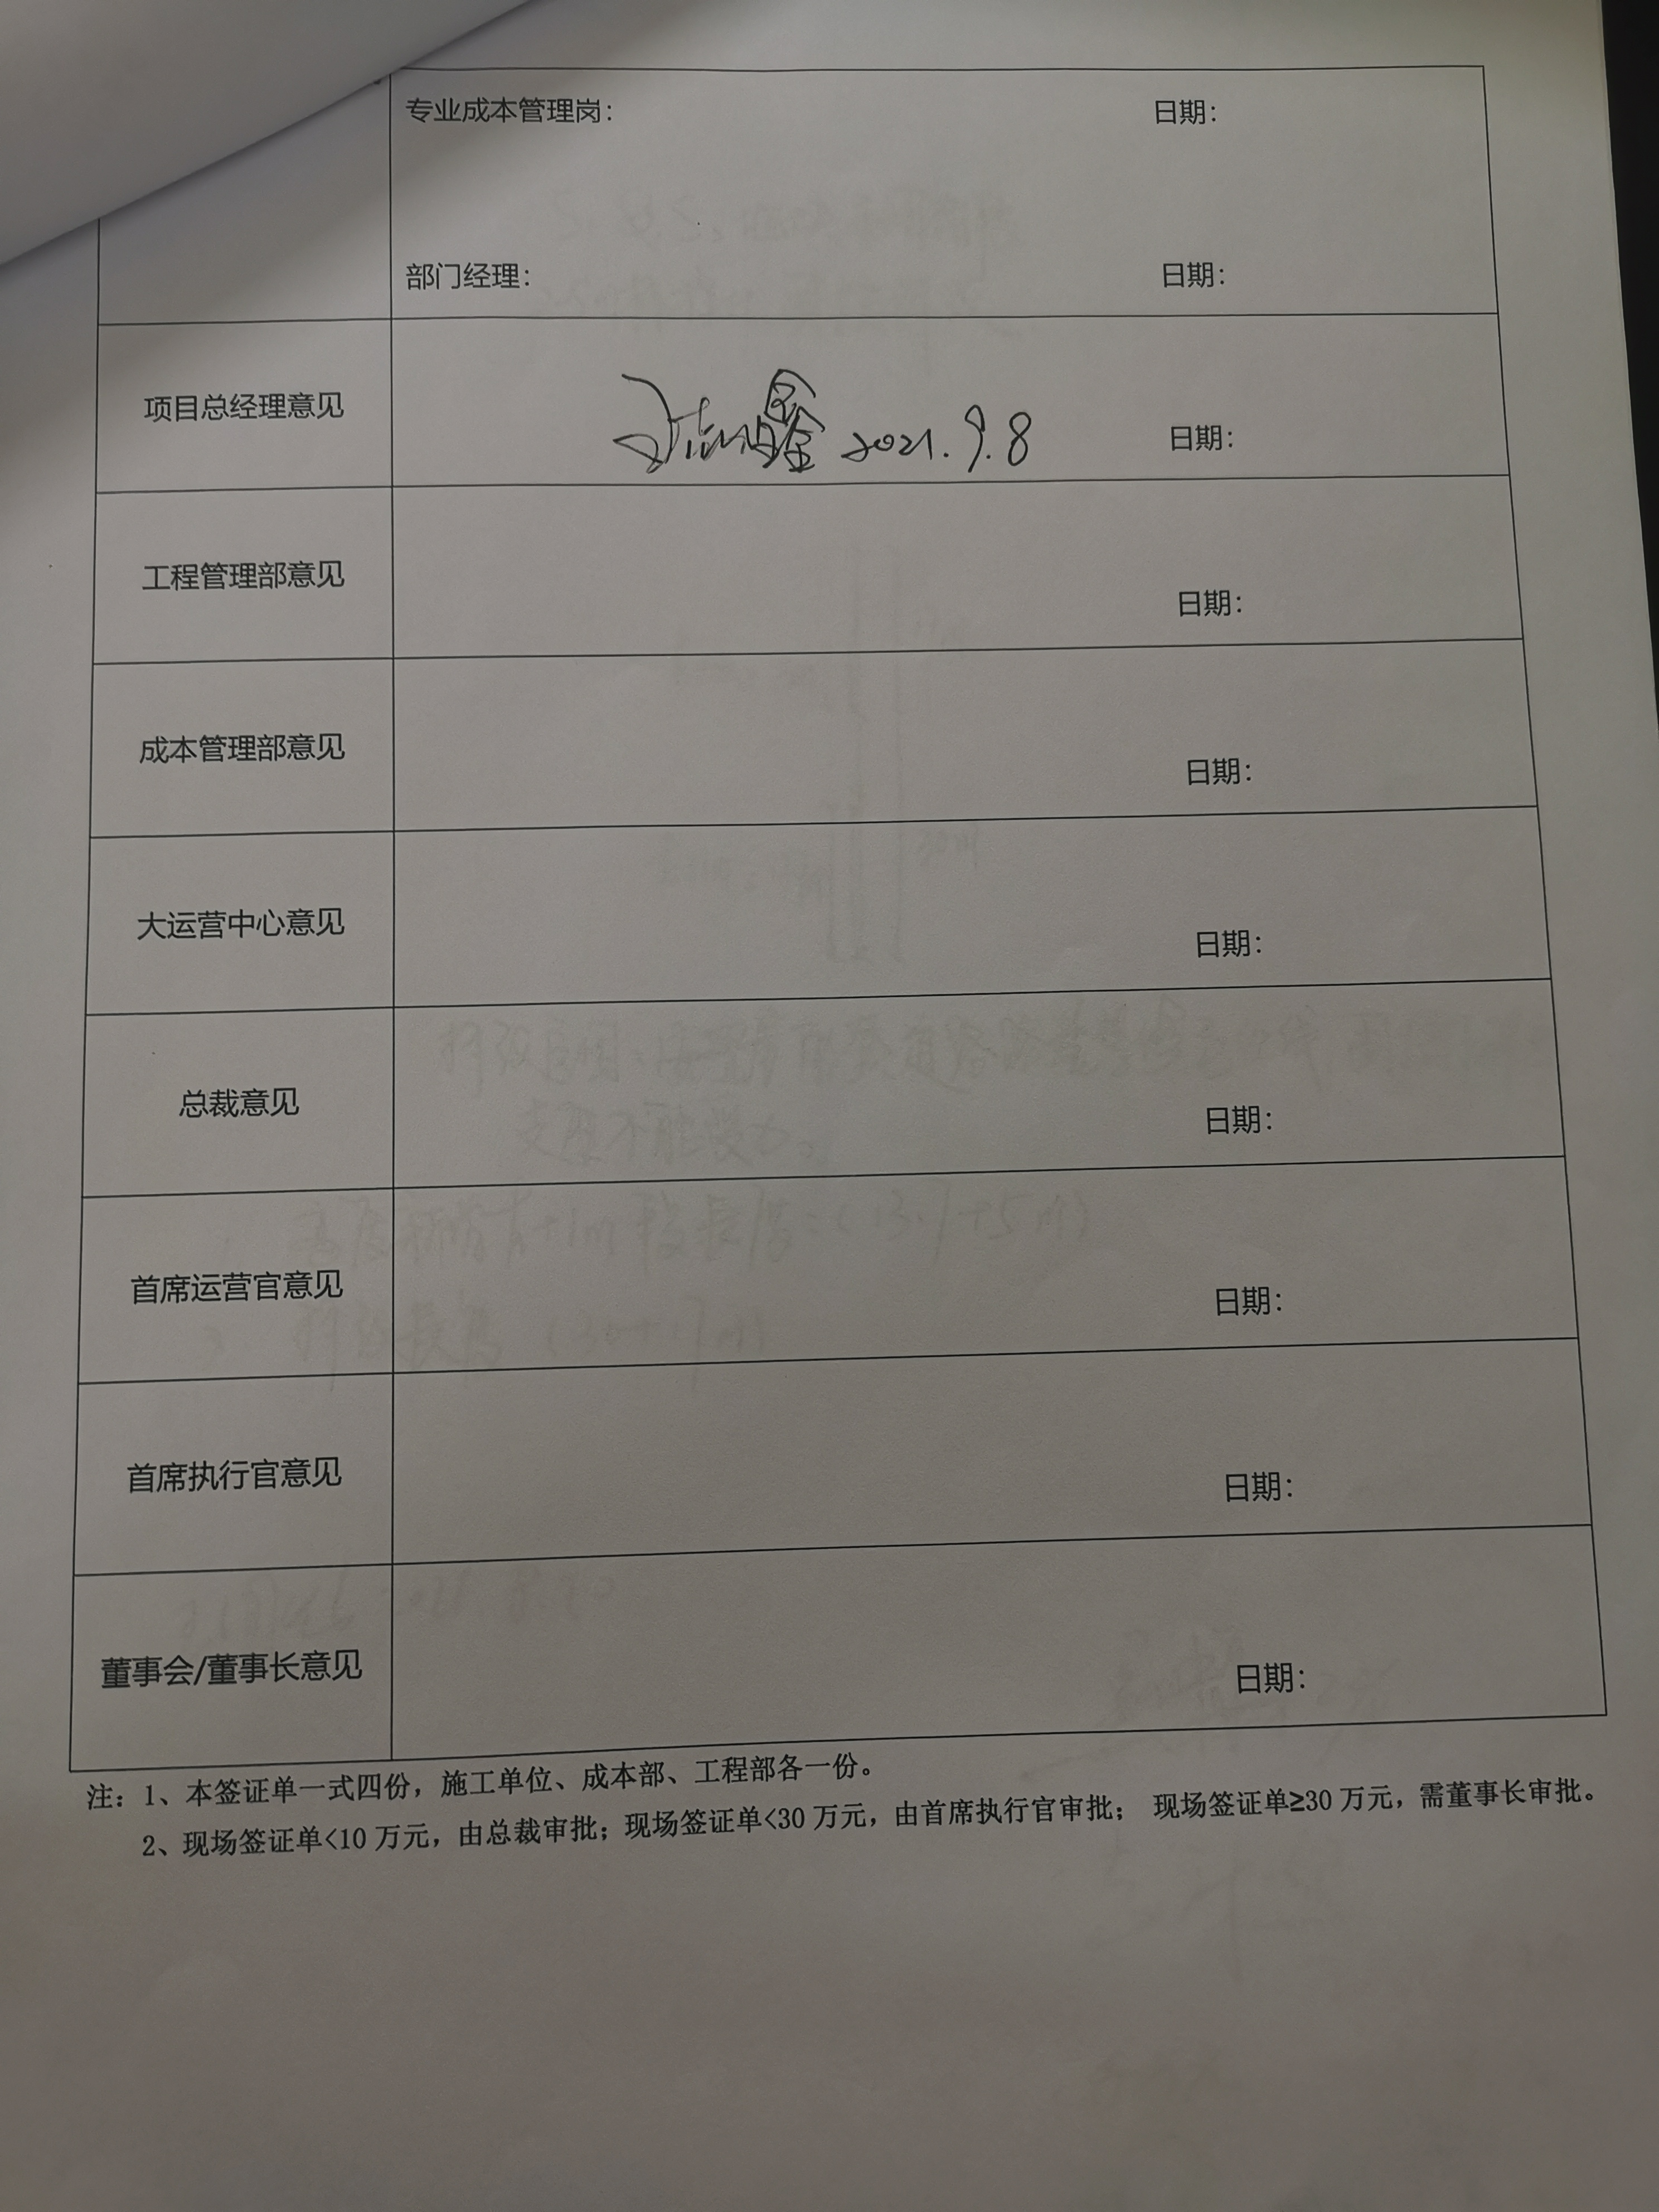 专业成本管理岗： 日期：
部门经理： 日期：
项目总经理意见 2021.9.8 日期：
工程管理部意见 日期：
成本管理部意见 日期：
大运营中心意见 日期：
总裁意见 日期：
首席运营官意见 日期：
首席执行官意见 日期：
董事会/董事长意见 日期：
注：1、本签证单一式四份，施工单位、成本部、工程部各一份。
2、现场签证单<10万元，由总裁审批；现场签证单<30万元，由首席执行官审批； 现场签证单≥30万元，需董事长审批。